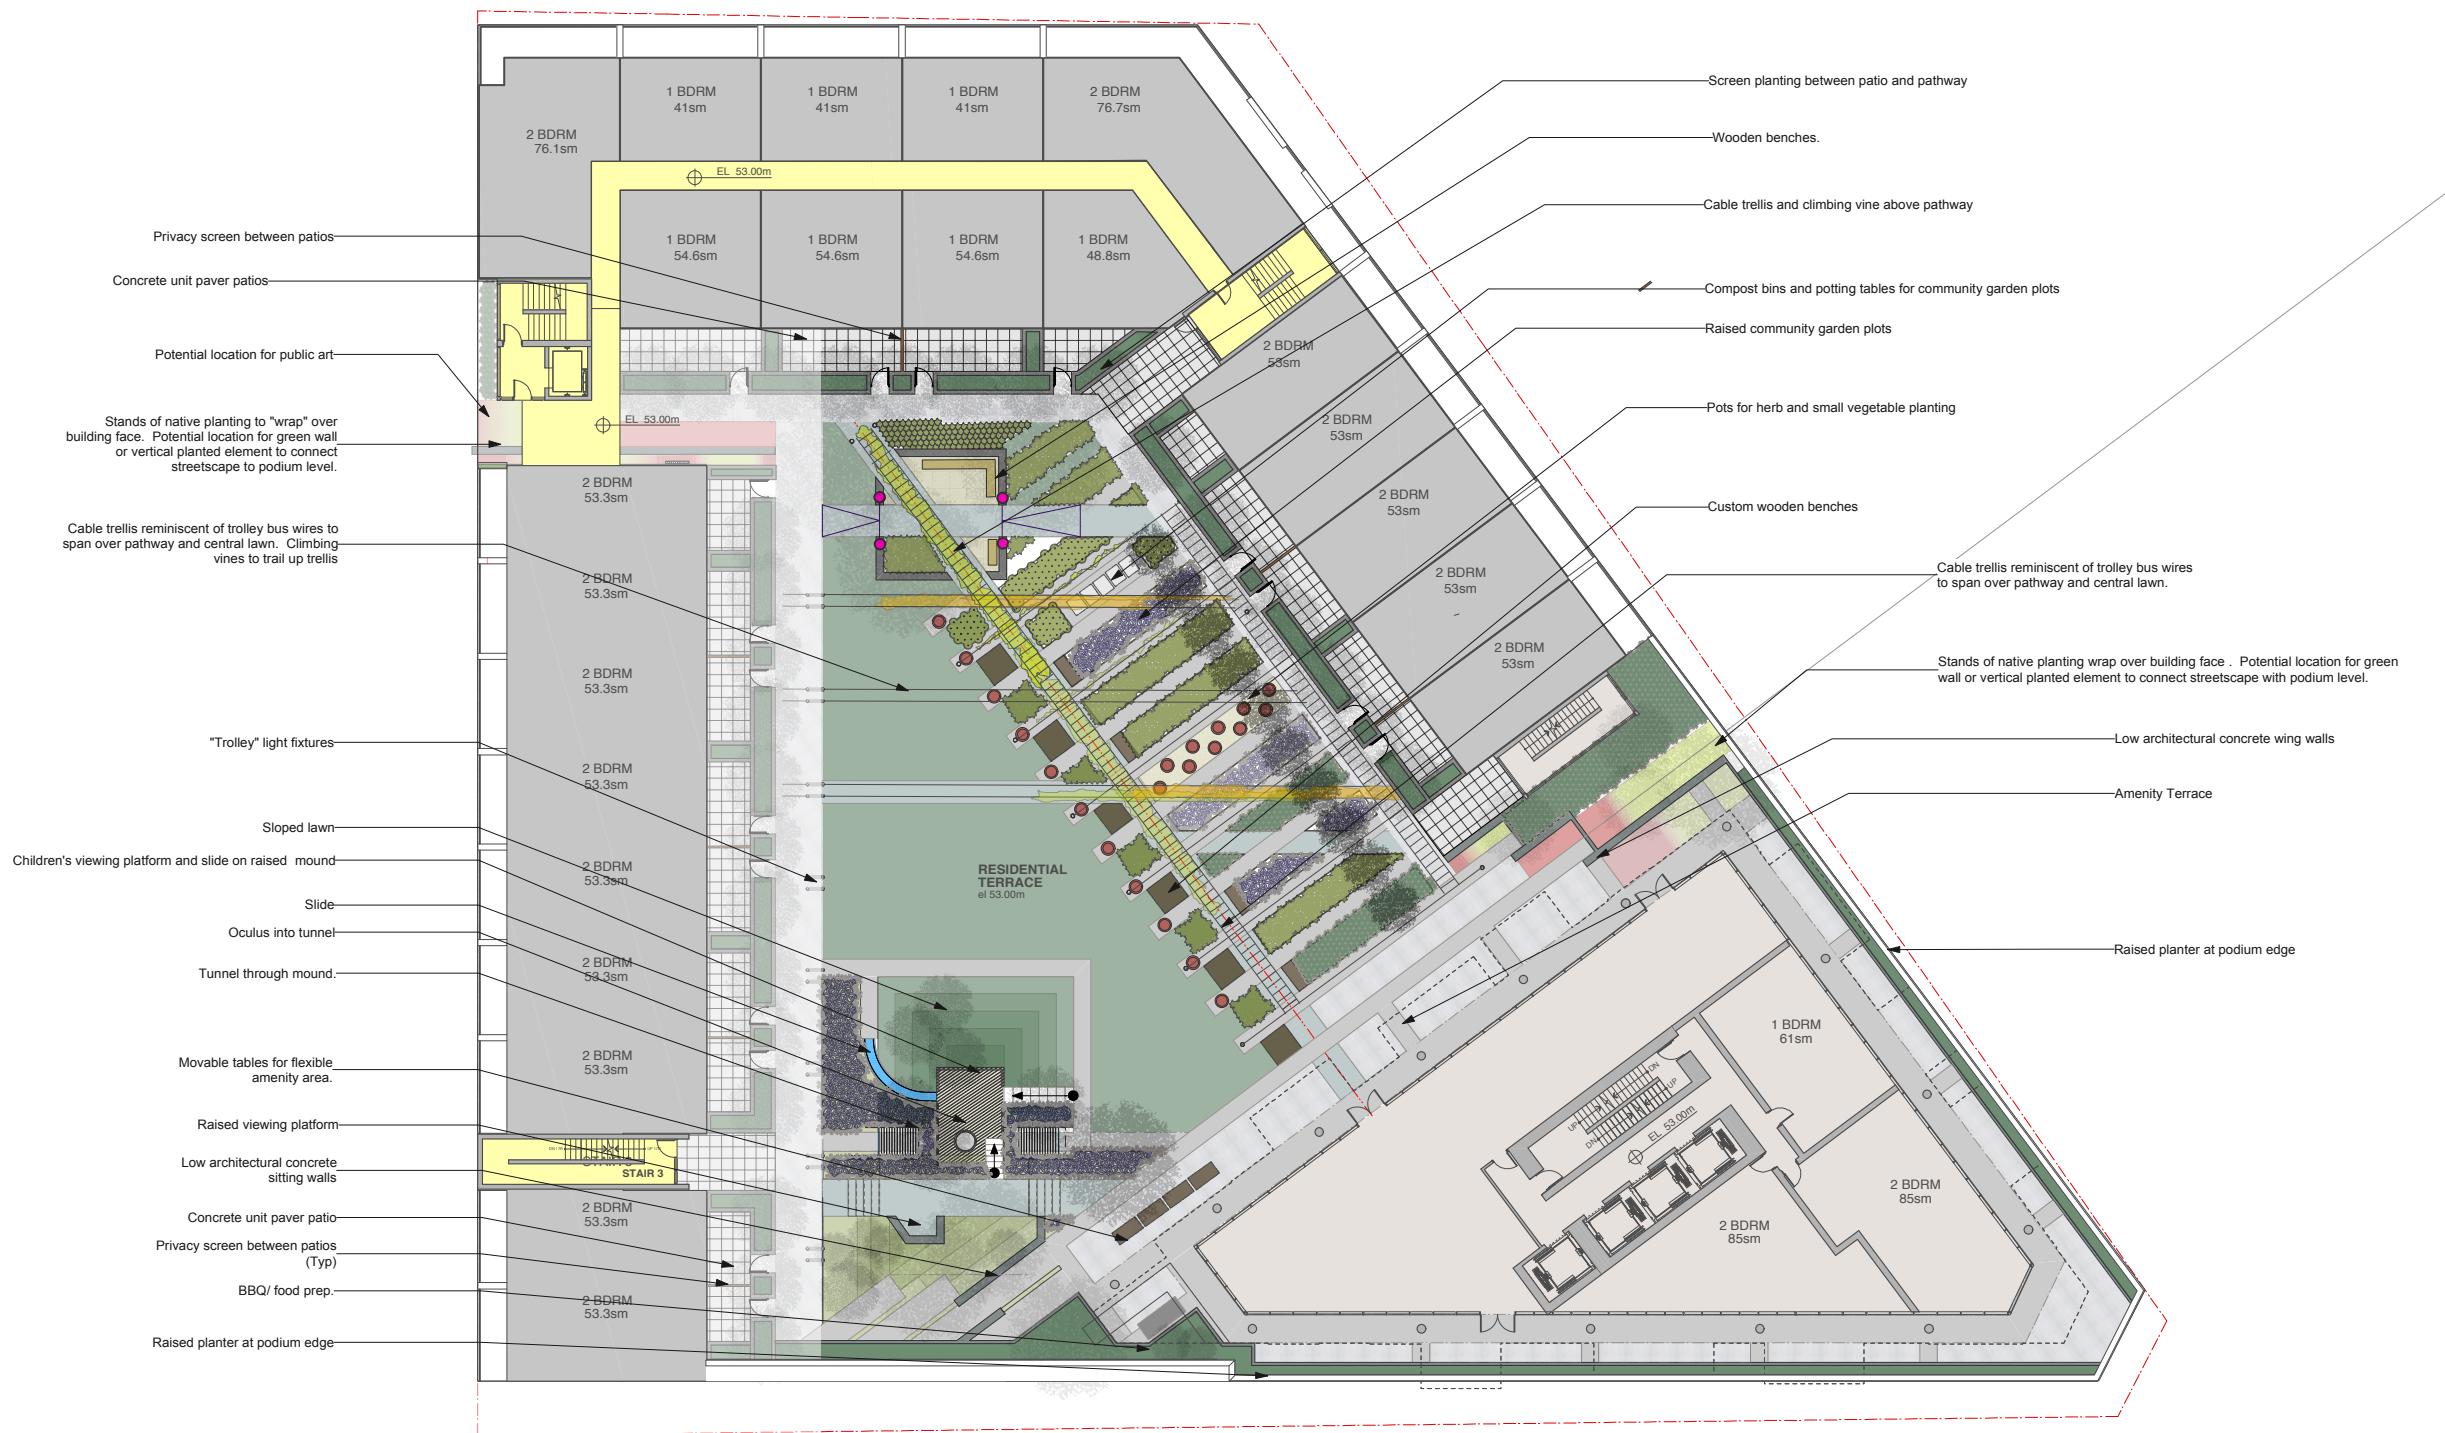 2 BDRM
76.1sm
1 BDRM
41sm
1 BDRM
41sm
1 BDRM
41sm
2 BDRM
76.7sm
EL 53.00m
1 BDRM
54.6sm
1 BDRM
54.6sm
1 BDRM
54.6sm
1 BDRM
48.8sm
EL 53.00m
2 BDRM
53sm
2 BDRM
53sm
2 BDRM
53sm
2 BDRM
53sm
2 BDRM
53sm
2 BDRM
53.3sm
2 BDRM
53.3sm
2 BDRM
53.3sm
2 BDRM
53.3sm
2 BDRM
53.3sm
2 BDRM
53.3sm
2 BDRM
53.3sm
STAIR 3
2 BDRM
53.3sm
2 BDRM
53.3sm
RESIDENTIAL
TERRACE
el 53.00m
1 BDRM
61sm
2 BDRM
85sm
2 BDRM
85sm
EL 53.00m
DN
UP
UP
DN
Privacy screen between patios
Concrete unit paver patios
Potential location for public art
Stands of native planting to "wrap" over
building face. Potential location for green wall
or vertical planted element to connect
streetscape to podium level.
Cable trellis reminiscent of trolley bus wires to
span over pathway and central lawn. Climbing
vines to trail up trellis
"Trolley" light fixtures
Sloped lawn
Children's viewing platform and slide on raised mound
Slide
Oculus into tunnel
Tunnel through mound.
Movable tables for flexible
amenity area.
Raised viewing platform
Low architectural concrete
sitting walls
Concrete unit paver patio
Privacy screen between patios
(Typ)
BBQ/ food prep.
Raised planter at podium edge
Screen planting between patio and pathway
Wooden benches.
Cable trellis and climbing vine above pathway
Compost bins and potting tables for community garden plots
Raised community garden plots
Pots for herb and small vegetable planting
Custom wooden benches
Cable trellis reminiscent of trolley bus wires
to span over pathway and central lawn.
Stands of native planting wrap over building face . Potential location for green
wall or vertical planted element to connect streetscape with podium level.
Low architectural concrete wing walls
Amenity Terrace
Raised planter at podium edge